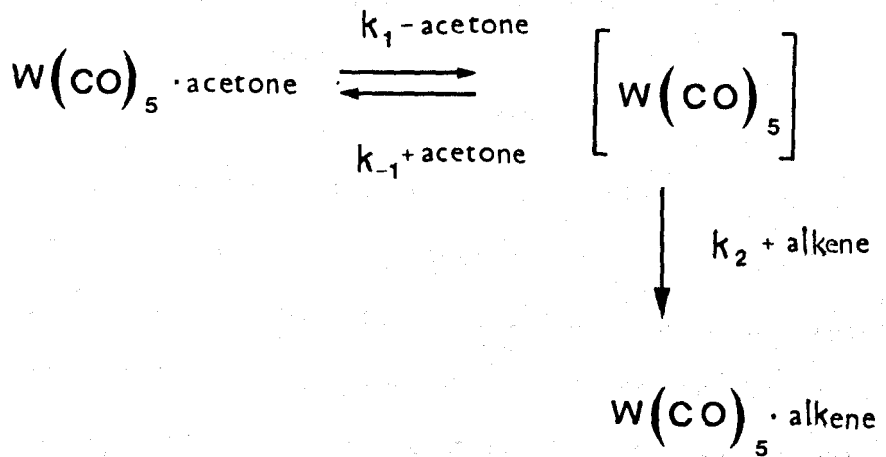 k₁ - acetone
W(CO)₅ · acetone
[W(CO)₅]
k₋₁ + acetone
k₂ + alkene
W(CO)₅ · alkene